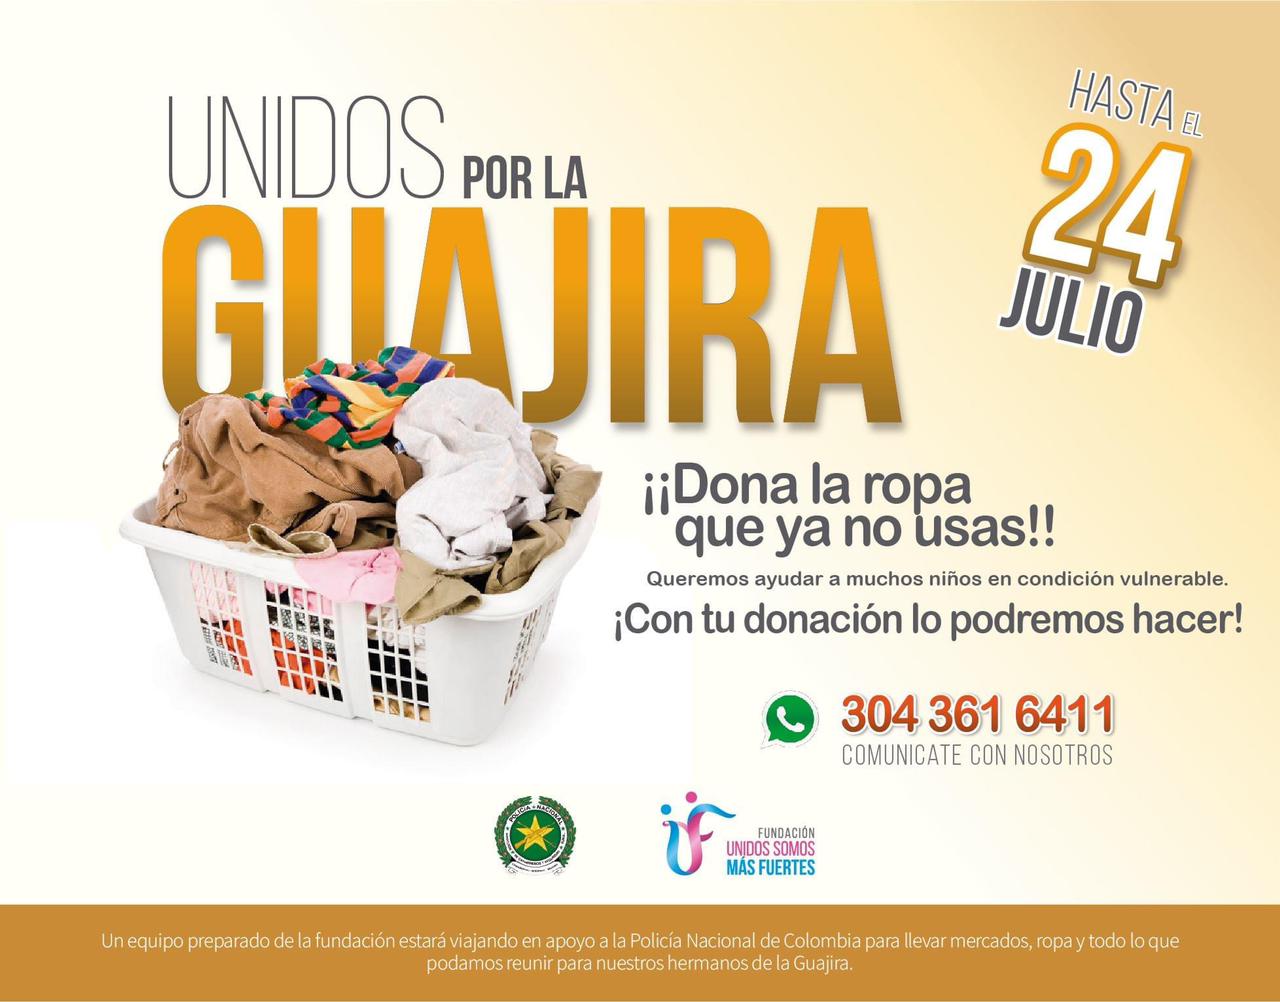 UNIDOS POR LA
GUAJIRA
HASTA EL
24
JULIO
¡¡Dona la ropa
que ya no usas!!
Queremos ayudar a muchos niños en condición vulnerable.
¡Con tu donación lo podremos hacer!
304 361 6411
COMUNICATE CON NOSOTROS
POLICIA NACIONAL
FUNDACIÓN
UNIDOS SOMOS
MÁS FUERTES
Un equipo preparado de la fundación estará viajando en apoyo a la Policía Nacional de Colombia para llevar mercados, ropa y todo lo que
podamos reunir para nuestros hermanos de la Guajira.